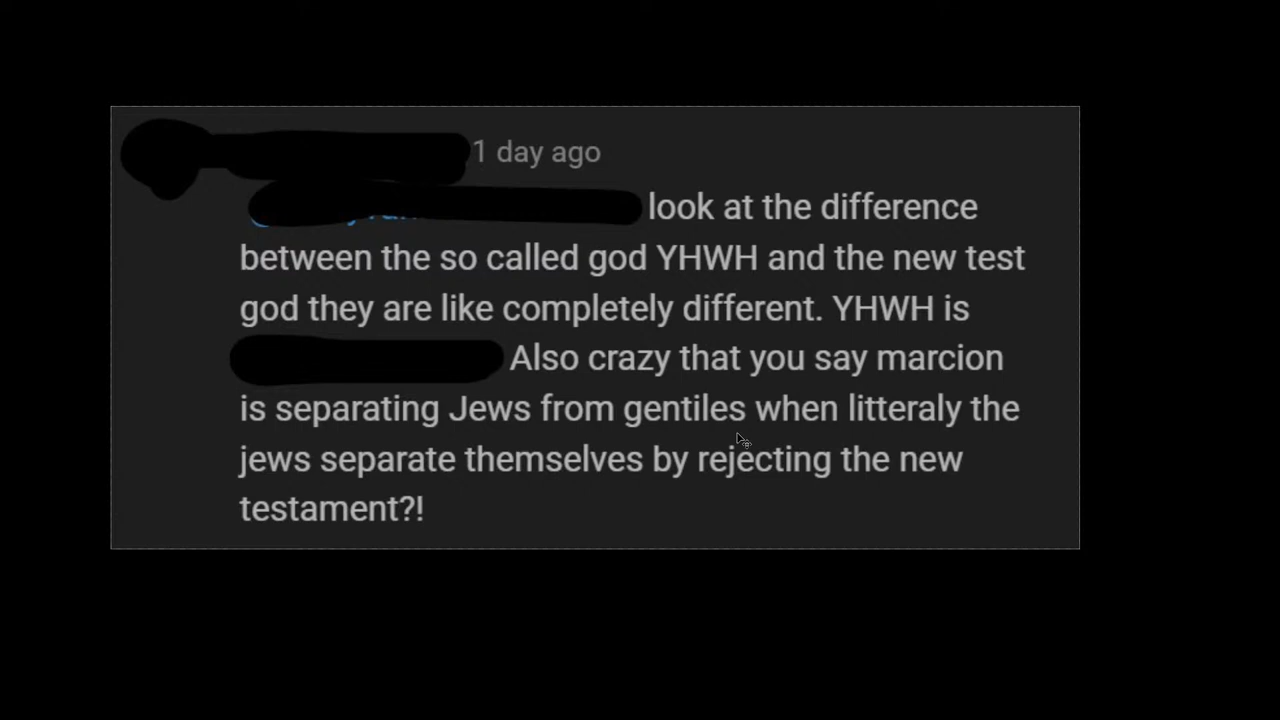 1 day ago
look at the difference
between the so called god YHWH and the new test
god they are like completely different. YHWH is
Also crazy that you say marcion
is separating Jews from gentiles when litteraly the
jews separate themselves by rejecting the new
testament?!